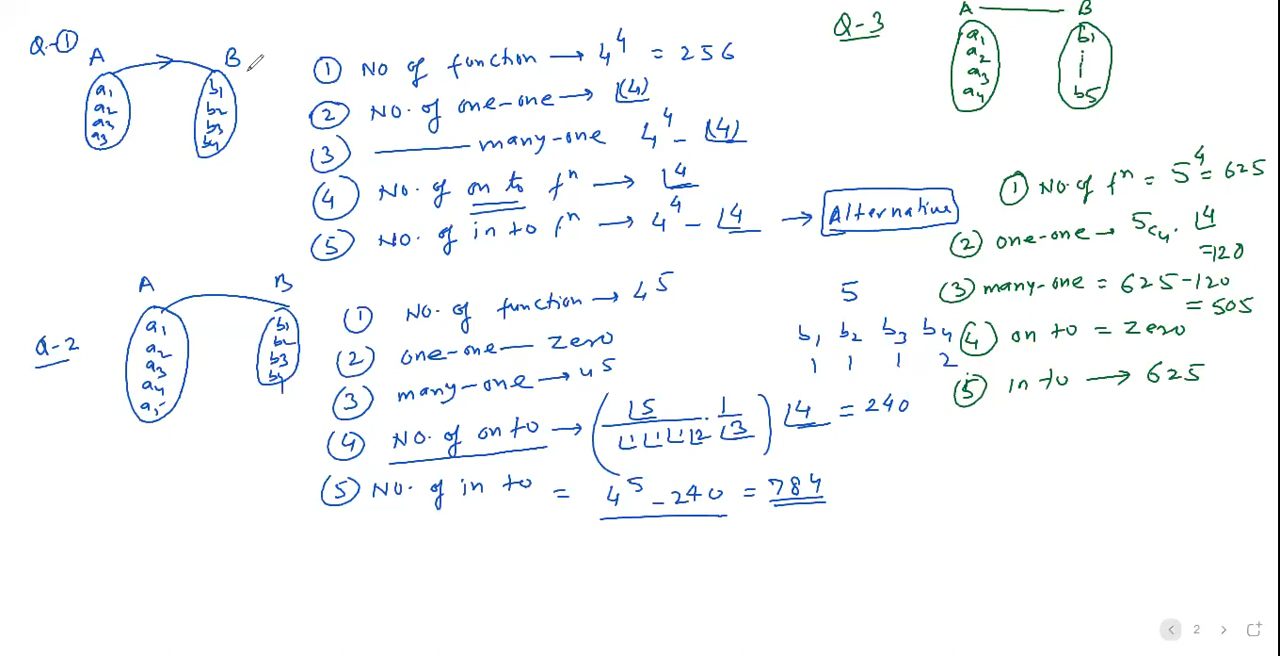 Q-①
A B
a1 b1
a2 b2
a3 b3
a3 b4
① NO of function → 4^4 = 256
② NO. of one-one → ⌊(4)
③ ——— many-one 4^4 - ⌊(4)
④ NO. of on to f^n → ⌊4
⑤ NO. of in to f^n → 4^4 - ⌊4 → Alternative
Q-2
A B
a1 b1
a2 b2
a3 b3
a4 b4
a5
① NO. of function → 4^5
② one-one — zero
③ many-one → 4^5
④ NO. of on to → (⌊5 / ⌊1 ⌊1 ⌊1 ⌊2 · 1 / ⌊3) ⌊4 = 240
⑤ NO. of in to = 4^5 - 240 = 784
5
b1 b2 b3 b4
1 1 1 2
Q-3
A — B
a1 b1
a2
a3
a4 b5
① NO. of f^n = 5^4 = 625
② one-one → 5c4 · ⌊4
=120
③ many-one = 625-120
= 505
④ on to = zero
⑤ in to → 625
2